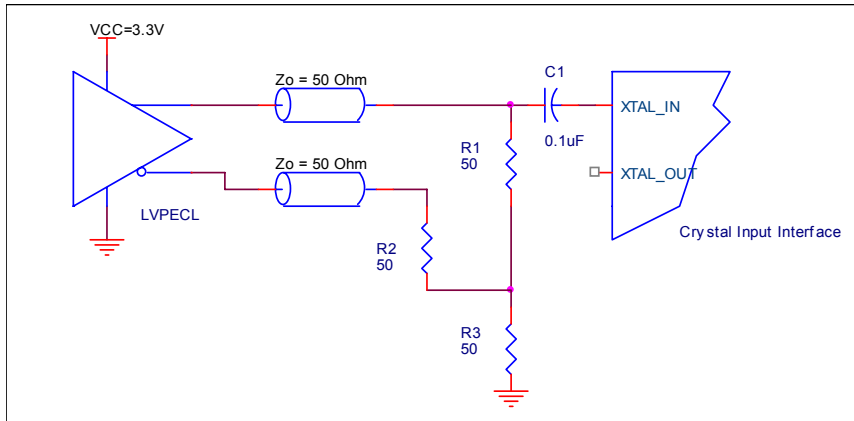 VCC=3.3V
Zo = 50 Ohm
C1
0.1uF
XTAL_IN
R1
50
Zo = 50 Ohm
XTAL_OUT
LVPECL
Crystal Input Interface
R2
50
R3
50